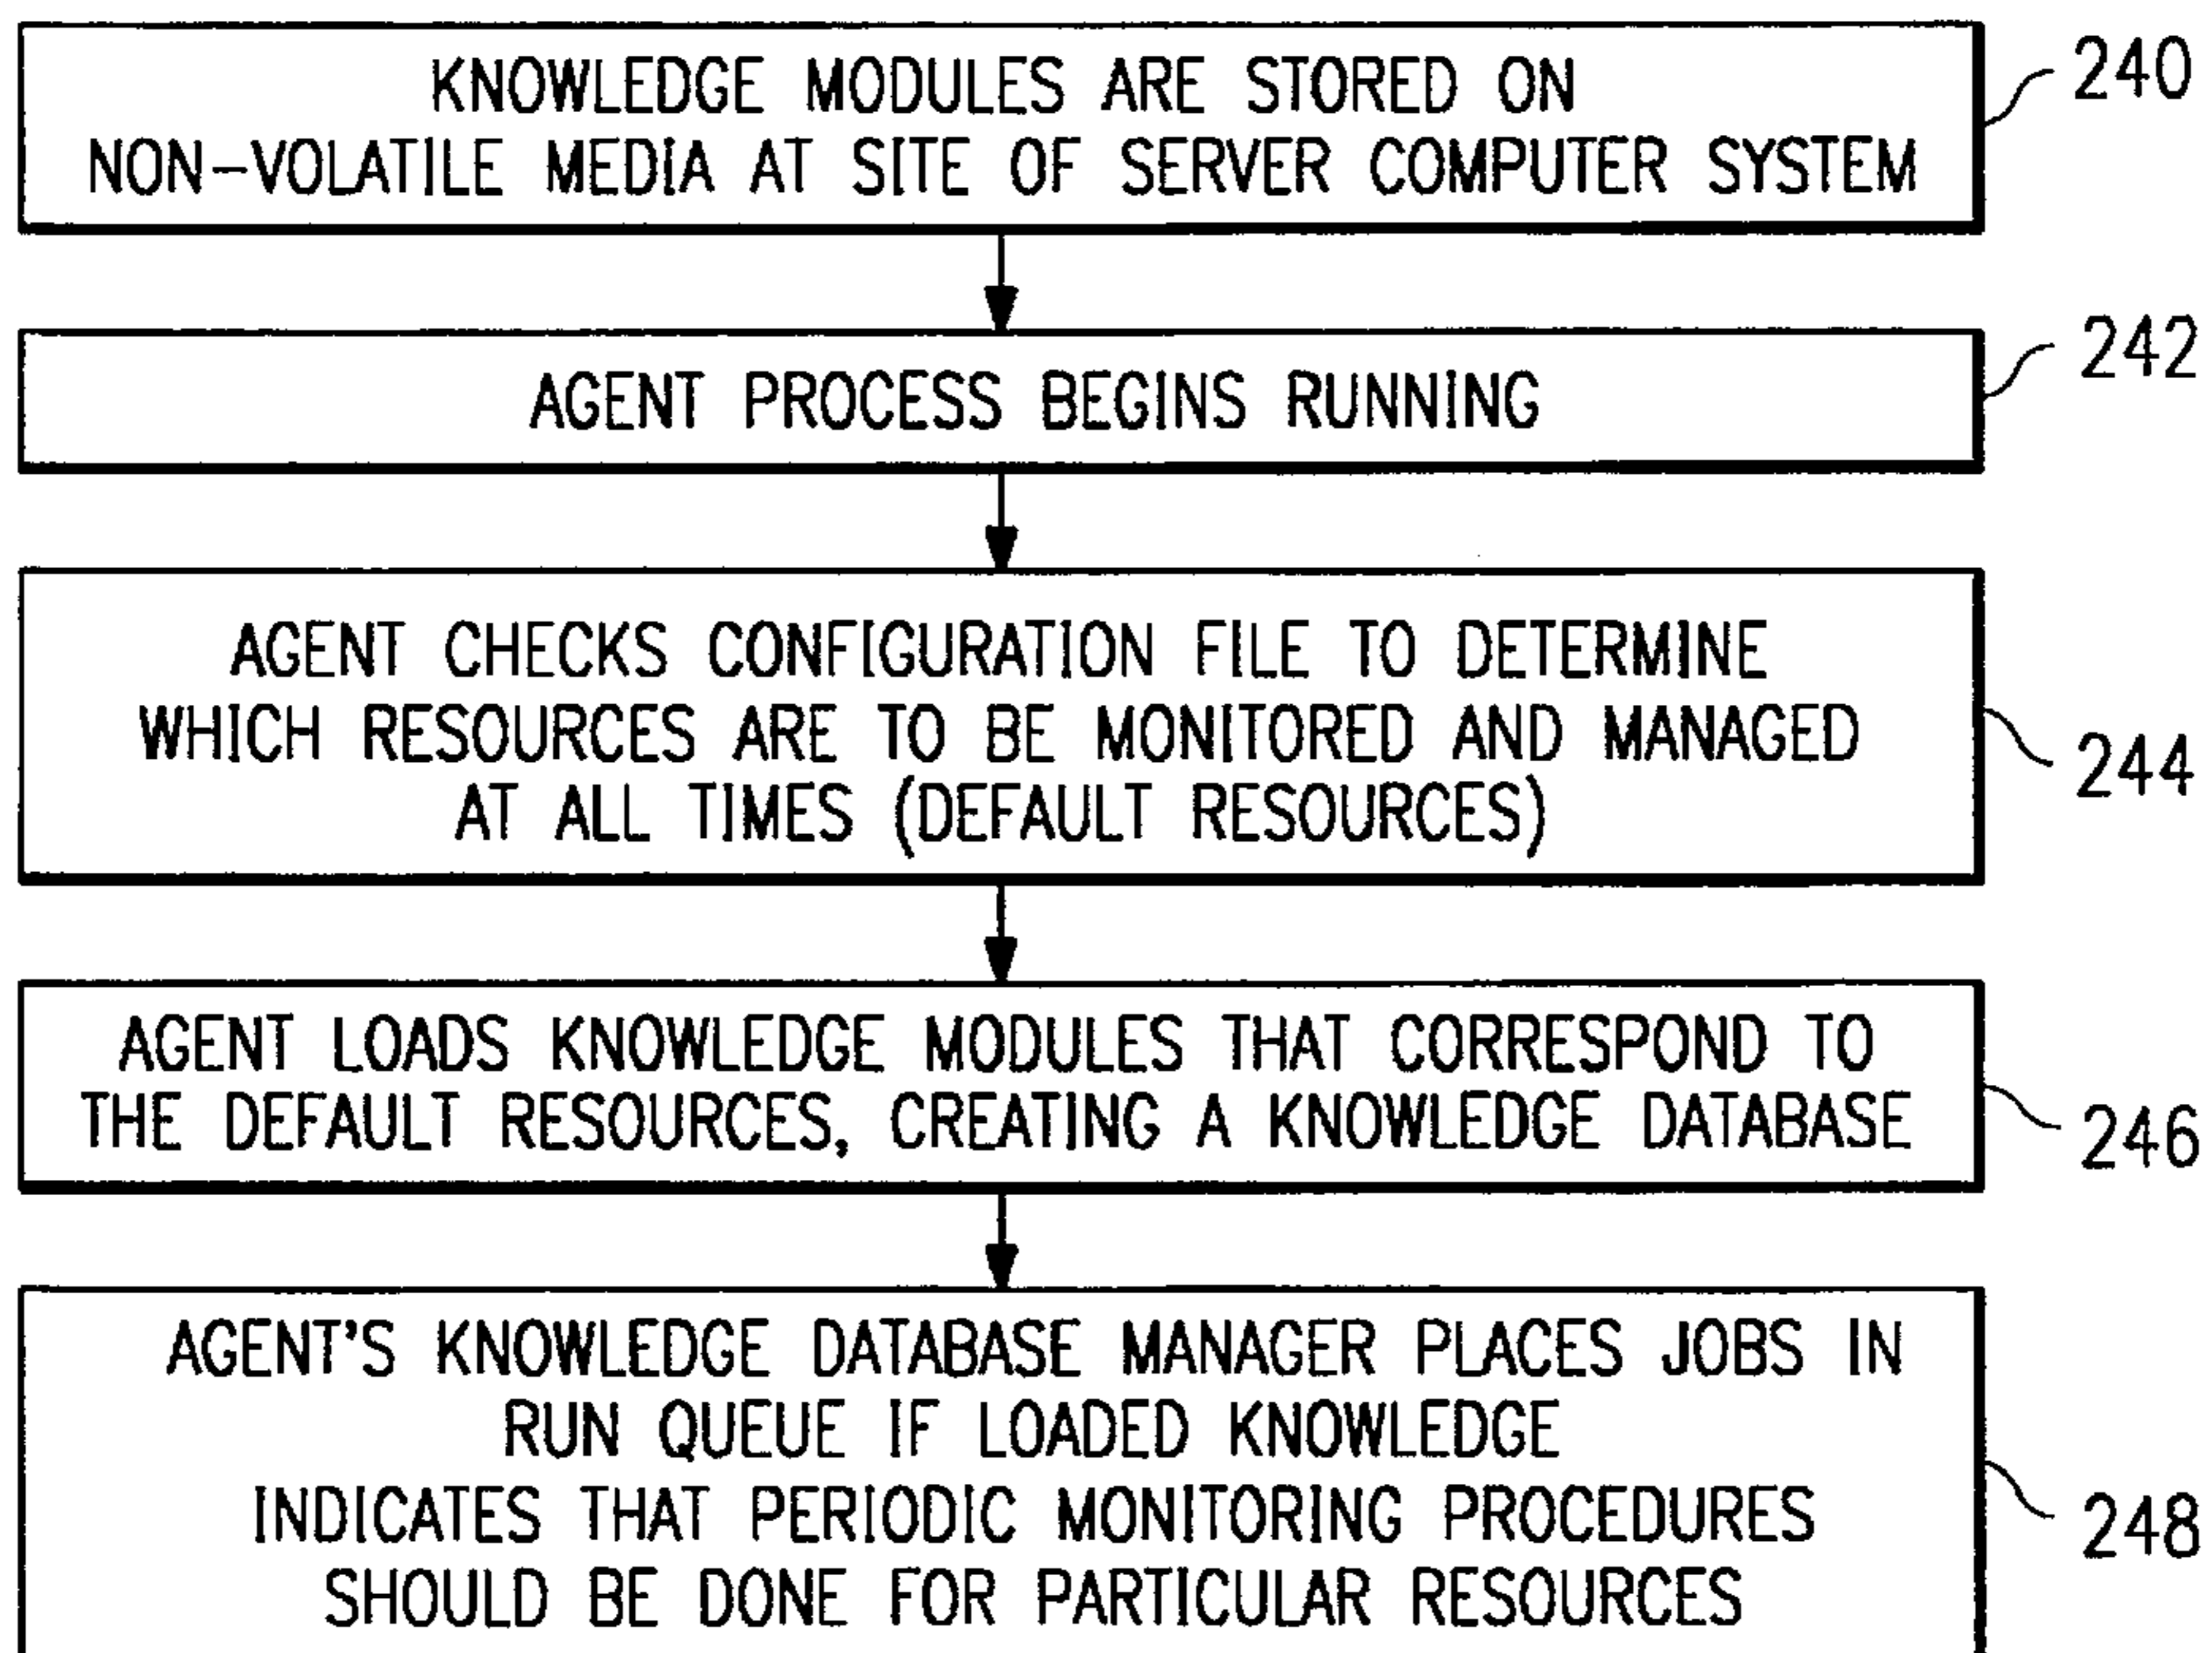 KNOWLEDGE MODULES ARE STORED ON
NON-VOLATILE MEDIA AT SITE OF SERVER COMPUTER SYSTEM
240
AGENT PROCESS BEGINS RUNNING
242
AGENT CHECKS CONFIGURATION FILE TO DETERMINE
WHICH RESOURCES ARE TO BE MONITORED AND MANAGED
AT ALL TIMES (DEFAULT RESOURCES)
244
AGENT LOADS KNOWLEDGE MODULES THAT CORRESPOND TO
THE DEFAULT RESOURCES, CREATING A KNOWLEDGE DATABASE
246
AGENT'S KNOWLEDGE DATABASE MANAGER PLACES JOBS IN
RUN QUEUE IF LOADED KNOWLEDGE
INDICATES THAT PERIODIC MONITORING PROCEDURES
SHOULD BE DONE FOR PARTICULAR RESOURCES
248